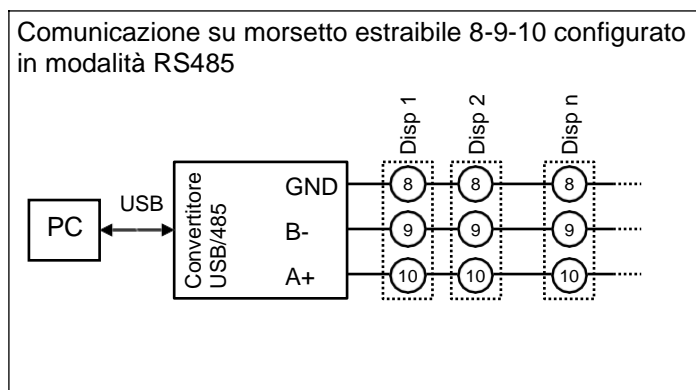 Comunicazione su morsetto estraibile 8-9-10 configurato
in modalità RS485
Disp 1
Disp 2
Disp n
PC
USB
Convertitore
USB/485
GND
8
8
8
B-
9
9
9
A+
10
10
10